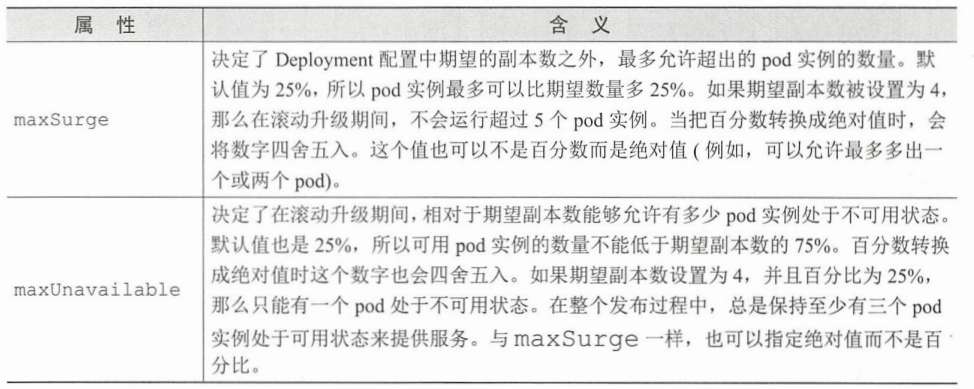 属 性 含 义
决定了 Deployment 配置中期望的副本数之外，最多允许超出的 pod 实例的数量。默
认值为 25%，所以 pod 实例最多可以比期望数量多 25%。如果期望副本数被设置为 4，
maxSurge
那么在滚动升级期间，不会运行超过 5 个 pod 实例。当把百分数转换成绝对值时，会
将数字四舍五入。这个值也可以不是百分数而是绝对值 ( 例如，可以允许最多多出一
个或两个 pod)。
决定了在滚动升级期间，相对于期望副本数能够允许有多少 pod 实例处于不可用状态。
默认值也是 25%，所以可用 pod 实例的数量不能低于期望副本数的 75%。百分数转换
成绝对值时这个数字也会四舍五入。如果期望副本数设置为 4，并且百分比为 25%，
maxUnavailable
那么只能有一个 pod 处于不可用状态。在整个发布过程中，总是保持至少有三个 pod
实例处于可用状态来提供服务。与 maxSurge 一样，也可以指定绝对值而不是百
分比。